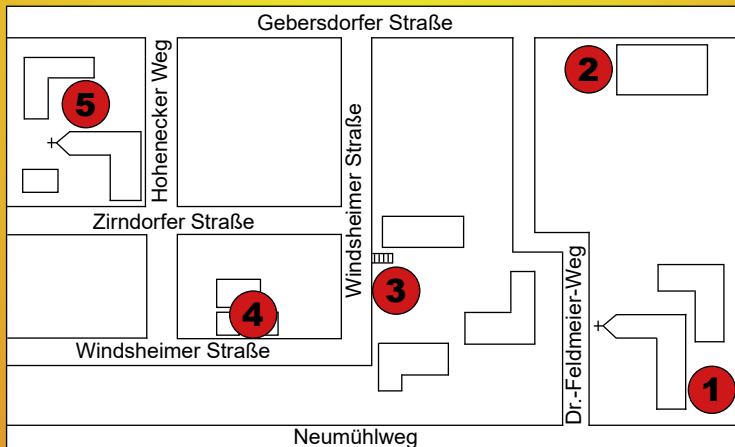 Gebersdorfer Straße
2
5
Hohenecker Weg
Windsheimer Straße
Zirndorfer Straße
3
4
Dr.-Feldmeier-Weg
Windsheimer Straße
1
Neumühlweg